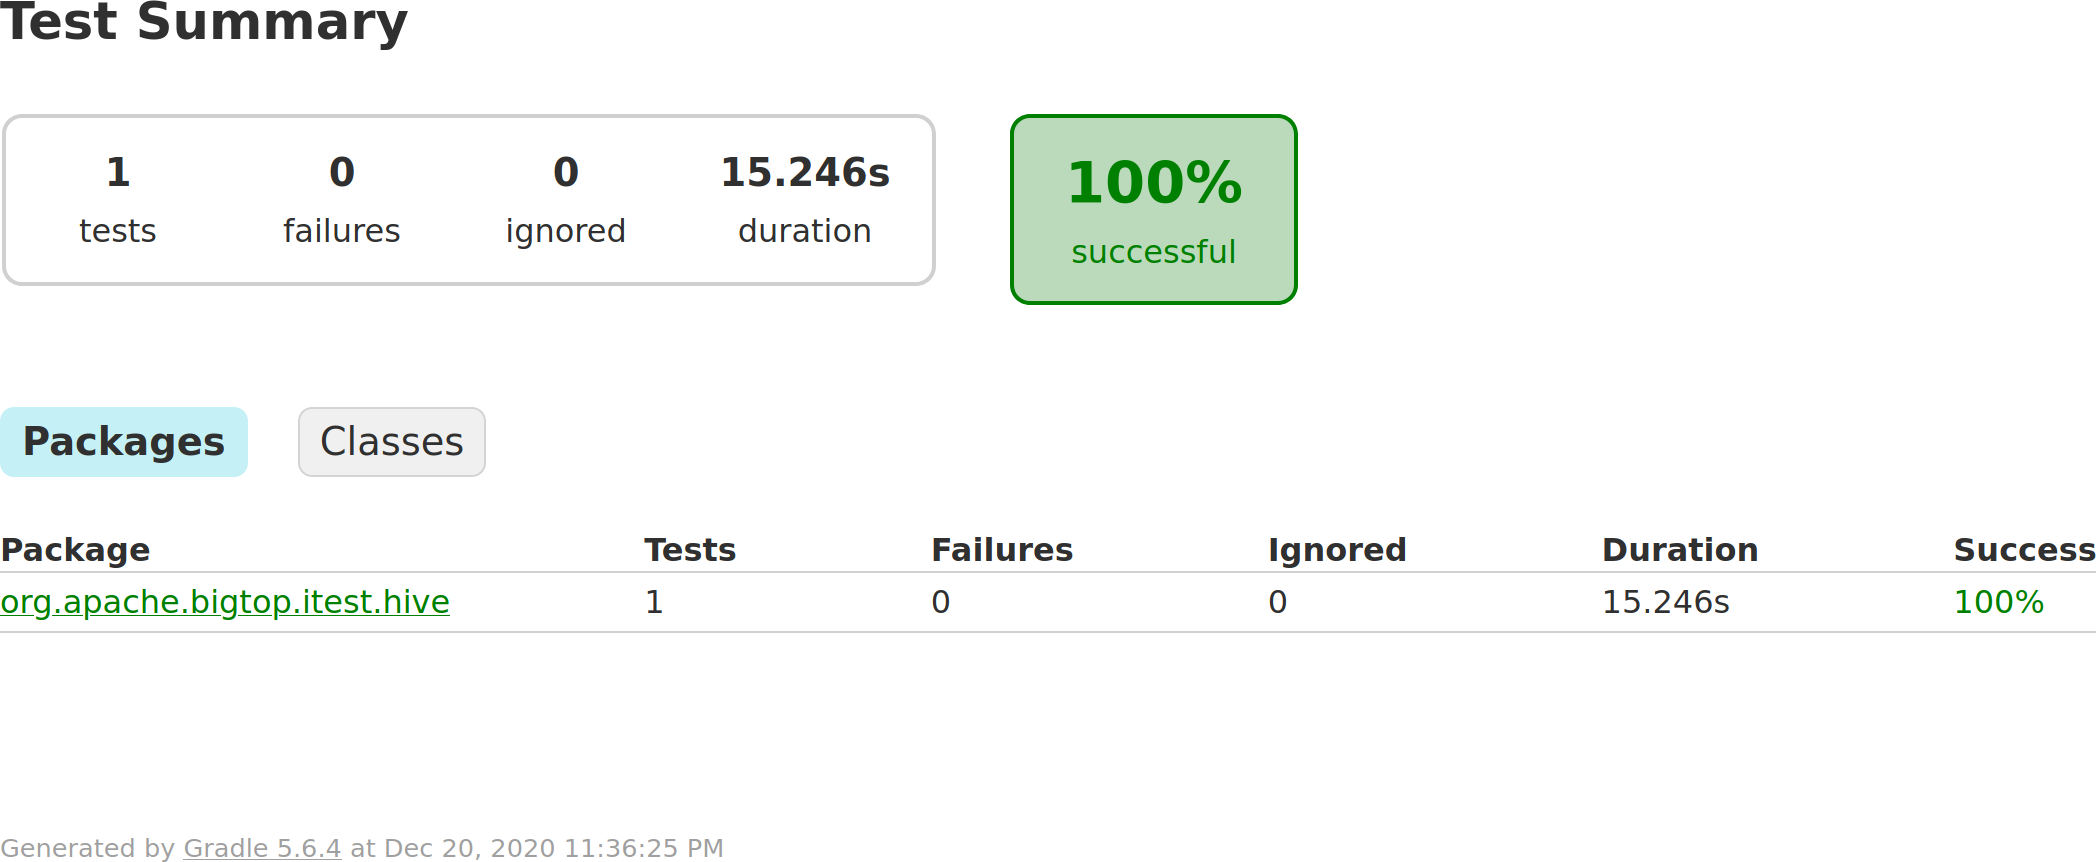 Test Summary
1 0 0 15.246s
tests failures ignored duration
100%
successful
Packages Classes
Package Tests Failures Ignored Duration Success
org.apache.bigtop.itest.hive 1 0 0 15.246s 100%
Generated by Gradle 5.6.4 at Dec 20, 2020 11:36:25 PM